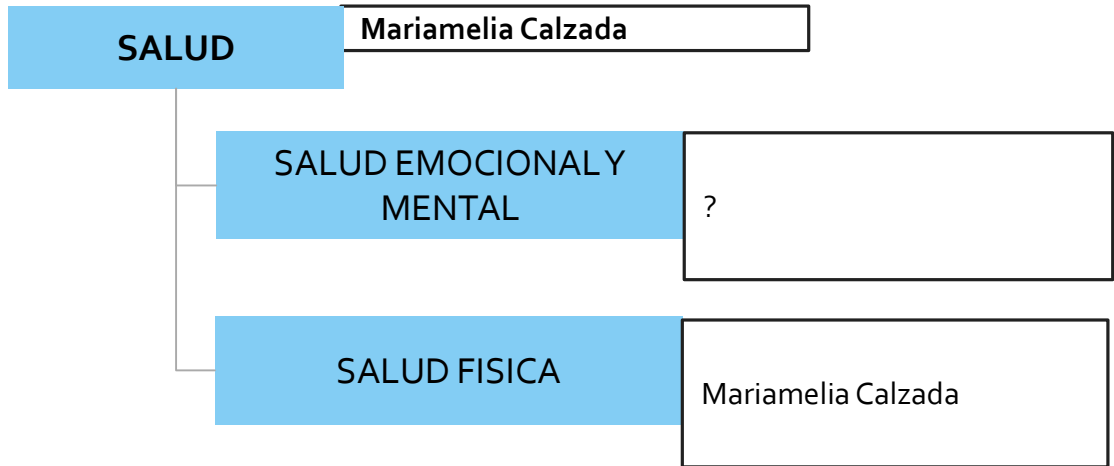 SALUD
Mariamelia Calzada
SALUD EMOCIONAL Y
MENTAL
?
SALUD FISICA
Mariamelia Calzada